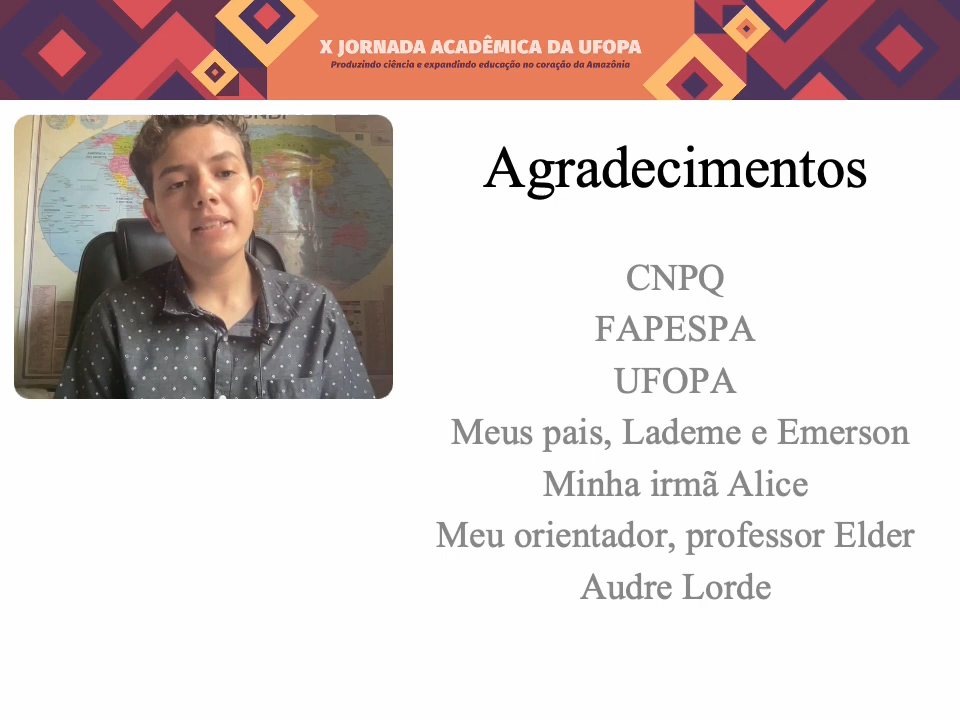 X JORNADA ACADÊMICA DA UFOPA
Produzindo ciência e expandindo educação no coração da Amazônia
Agradecimentos
CNPQ
FAPESPA
UFOPA
Meus pais, Lademe e Emerson
Minha irmã Alice
Meu orientador, professor Elder
Audre Lorde